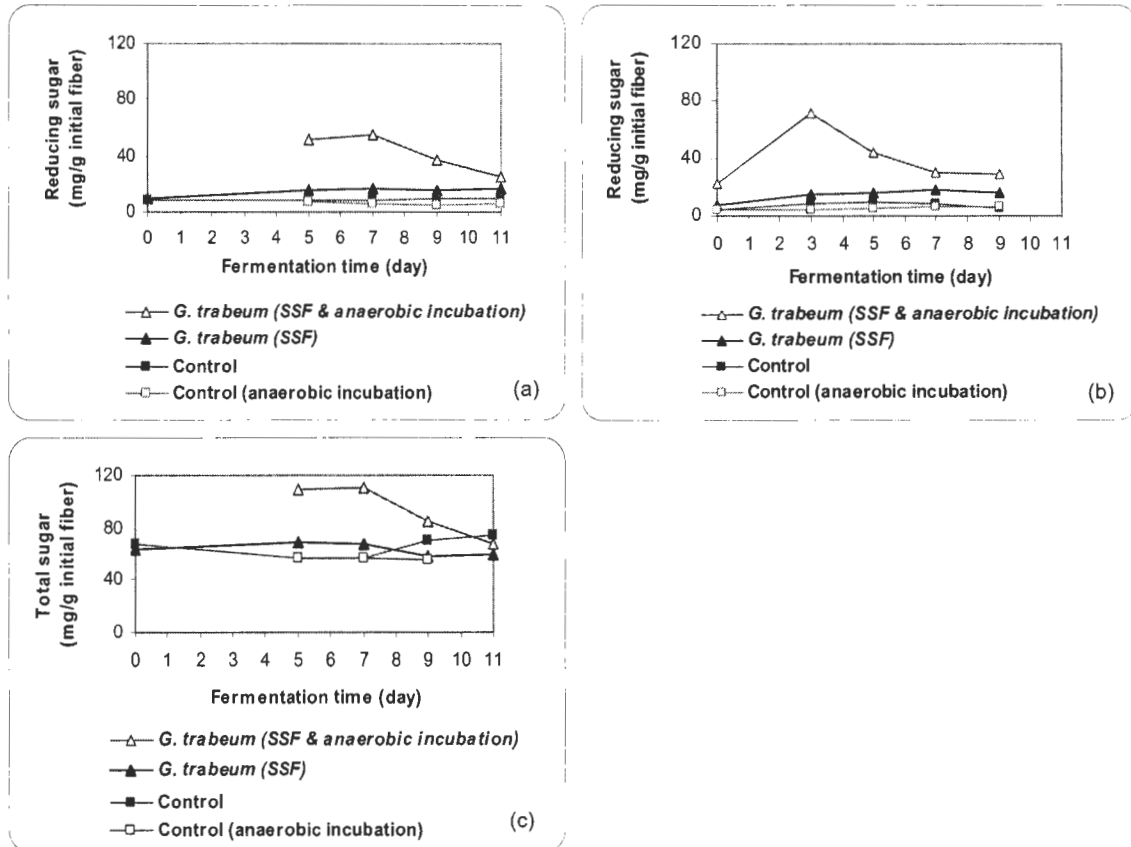 120
80
40
0
Reducing sugar
(mg/g initial fiber)
0 1 2 3 4 5 6 7 8 9 10 11
Fermentation time (day)
G. trabeum (SSF & anaerobic incubation)
G. trabeum (SSF)
Control
Control (anaerobic incubation)
(a)
120
80
40
0
Reducing sugar
(mg/g initial fiber)
0 1 2 3 4 5 6 7 8 9 10 11
Fermentation time (day)
G. trabeum (SSF & anaerobic incubation)
G. trabeum (SSF)
Control
Control (anaerobic incubation)
(b)
120
80
40
0
Total sugar
(mg/g initial fiber)
0 1 2 3 4 5 6 7 8 9 10 11
Fermentation time (day)
G. trabeum (SSF & anaerobic incubation)
G. trabeum (SSF)
Control
Control (anaerobic incubation)
(c)